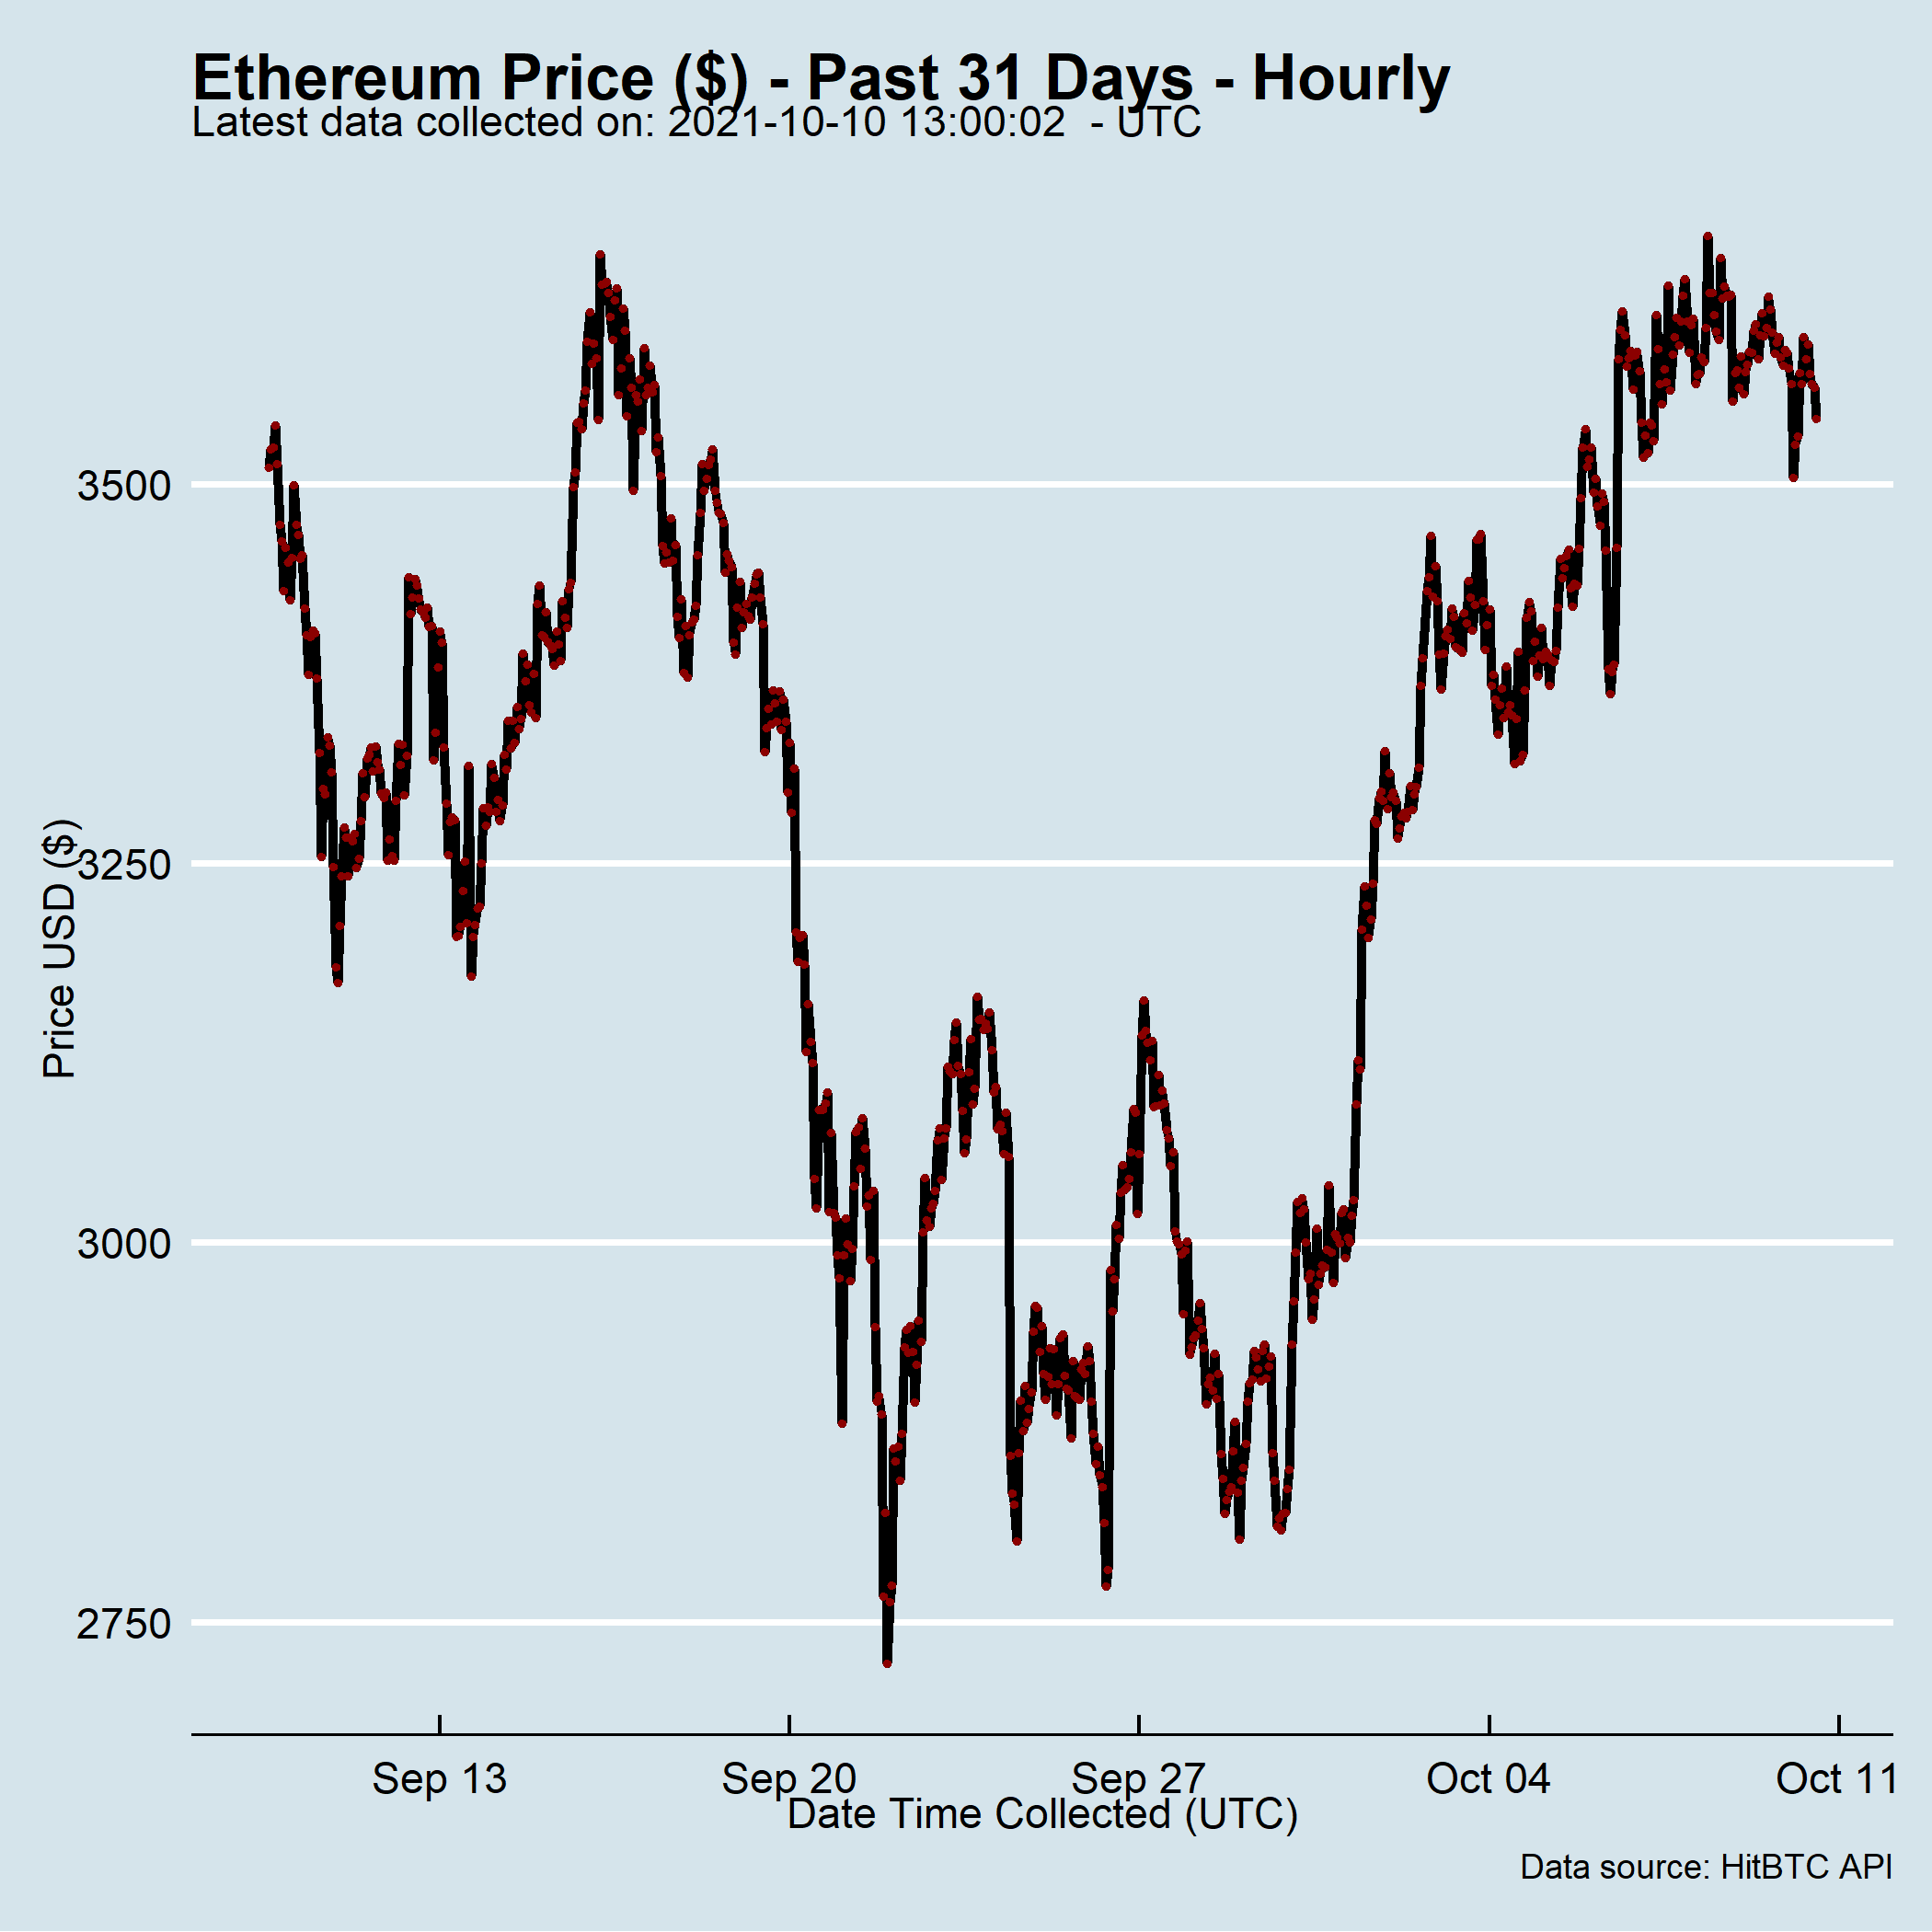 Ethereum Price ($) - Past 31 Days - Hourly
Latest data collected on: 2021-10-10 13:00:02  - UTC
Price USD ($)
3500
3250
3000
2750
Sep 13
Sep 20
Sep 27
Oct 04
Oct 11
Date Time Collected (UTC)
Data source: HitBTC API